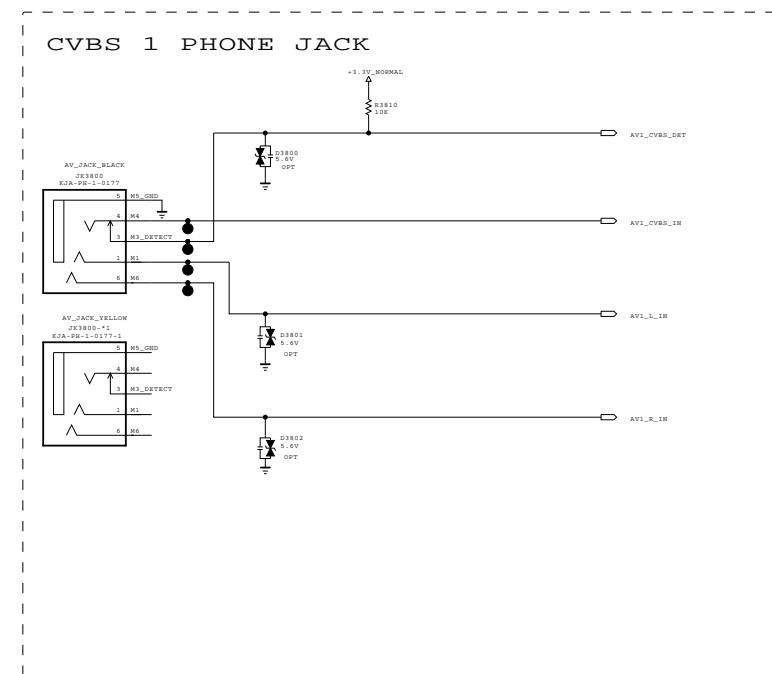 CVBS 1 PHONE JACK
+3.3V_NORMAL
R3810
10K
AV1_CVBS_DET
D3800
5.6V
OPT
AV_JACK_BLACK
JK3800
KJA-PH-1-0177
5 M5_GND
4 M4
3 M3_DETECT
1 M1
6 M6
AV1_CVBS_IN
AV1_L_IN
D3801
5.6V
OPT
AV_JACK_YELLOW
JK3800-*1
KJA-PH-1-0177-1
5 M5_GND
4 M4
3 M3_DETECT
1 M1
6 M6
AV1_R_IN
D3802
5.6V
OPT